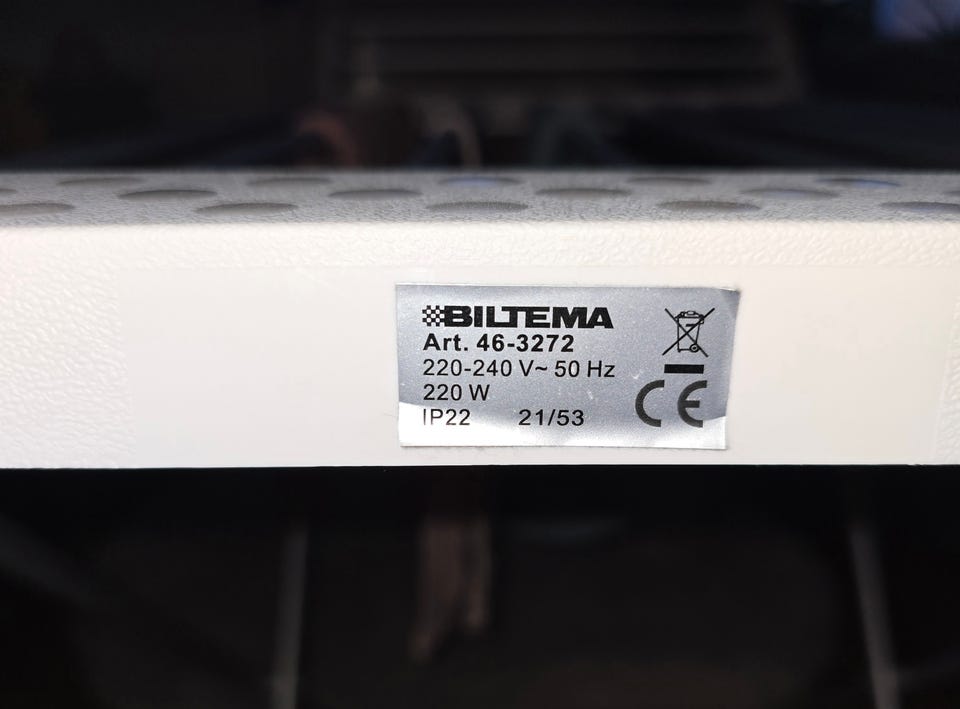 BILTEMA
Art. 46-3272
220-240 V~ 50 Hz
220 W
IP22 21/53
CE